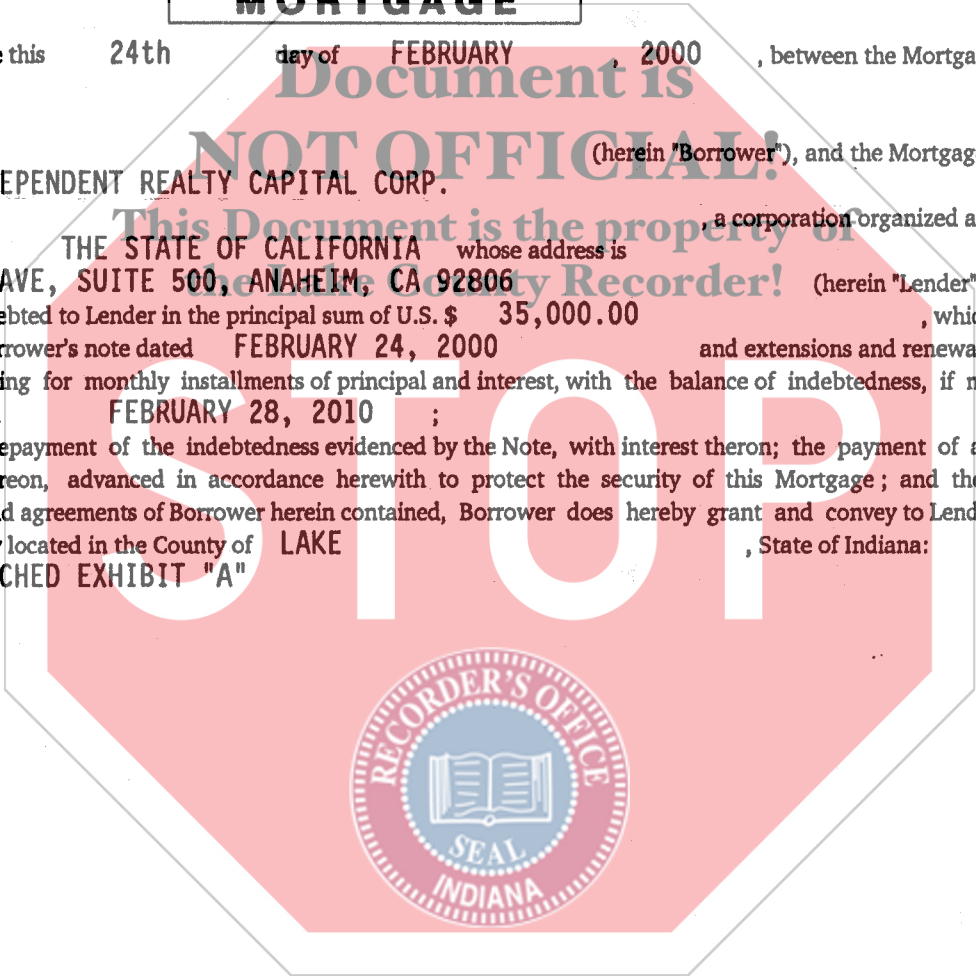 MORTGAGE
this 24th day of FEBRUARY , 2000 , between the Mortga
Document is
NOT OFFICIAL!
(herein "Borrower"), and the Mortgag
EPENDENT REALTY CAPITAL CORP.
This Document is the property of
, a corporation organized a
THE STATE OF CALIFORNIA whose address is
the Lake County Recorder!
AVE, SUITE 500, ANAHEIM, CA 92806 (herein "Lender"
ebted to Lender in the principal sum of U.S. $ 35,000.00 , whic
rrower's note dated FEBRUARY 24, 2000 and extensions and renewa
ing for monthly installments of principal and interest, with the balance of indebtedness, if n
FEBRUARY 28, 2010 ;
epayment of the indebtedness evidenced by the Note, with interest theron; the payment of a
reon, advanced in accordance herewith to protect the security of this Mortgage; and the
d agreements of Borrower herein contained, Borrower does hereby grant and convey to Lend
located in the County of LAKE , State of Indiana:
CHED EXHIBIT "A"
STOP
RECORDER'S OFFICE
SEAL
INDIANA